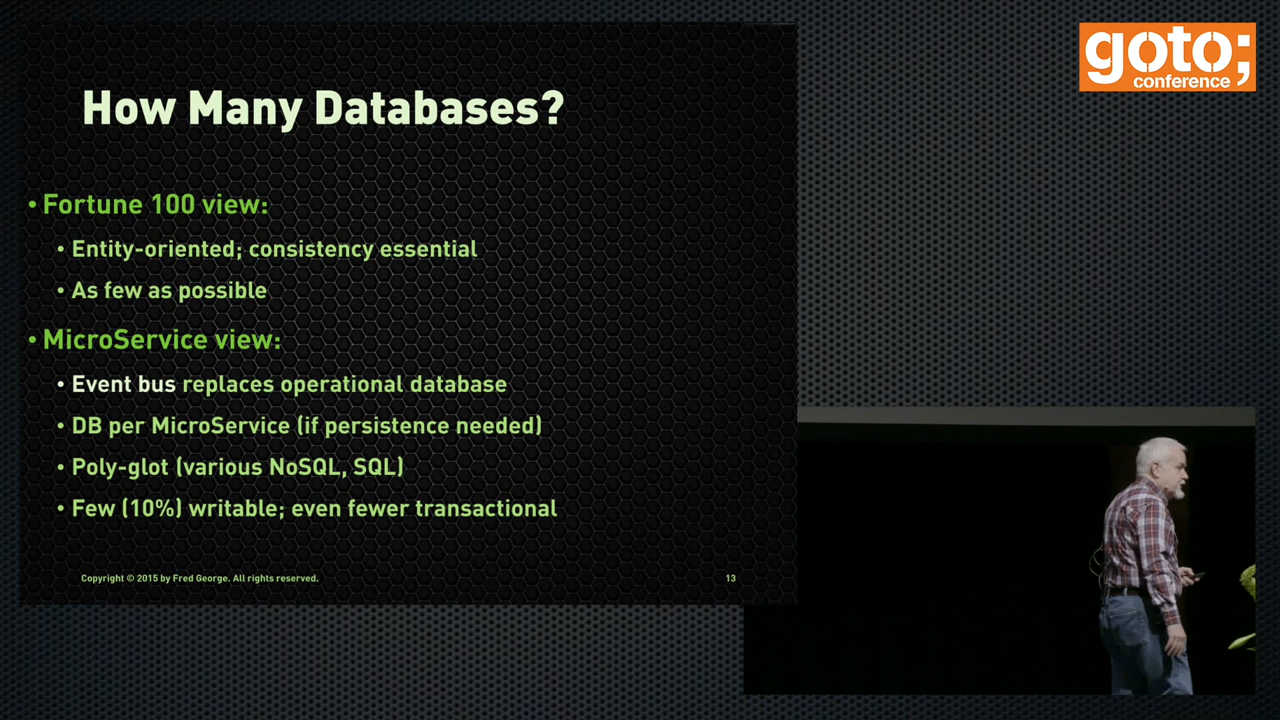 goto;
conference
How Many Databases?
• Fortune 100 view:
• Entity-oriented; consistency essential
• As few as possible
• MicroService view:
• Event bus replaces operational database
• DB per MicroService (if persistence needed)
• Poly-glot (various NoSQL, SQL)
• Few (10%) writable; even fewer transactional
Copyright © 2015 by Fred George. All rights reserved.
13